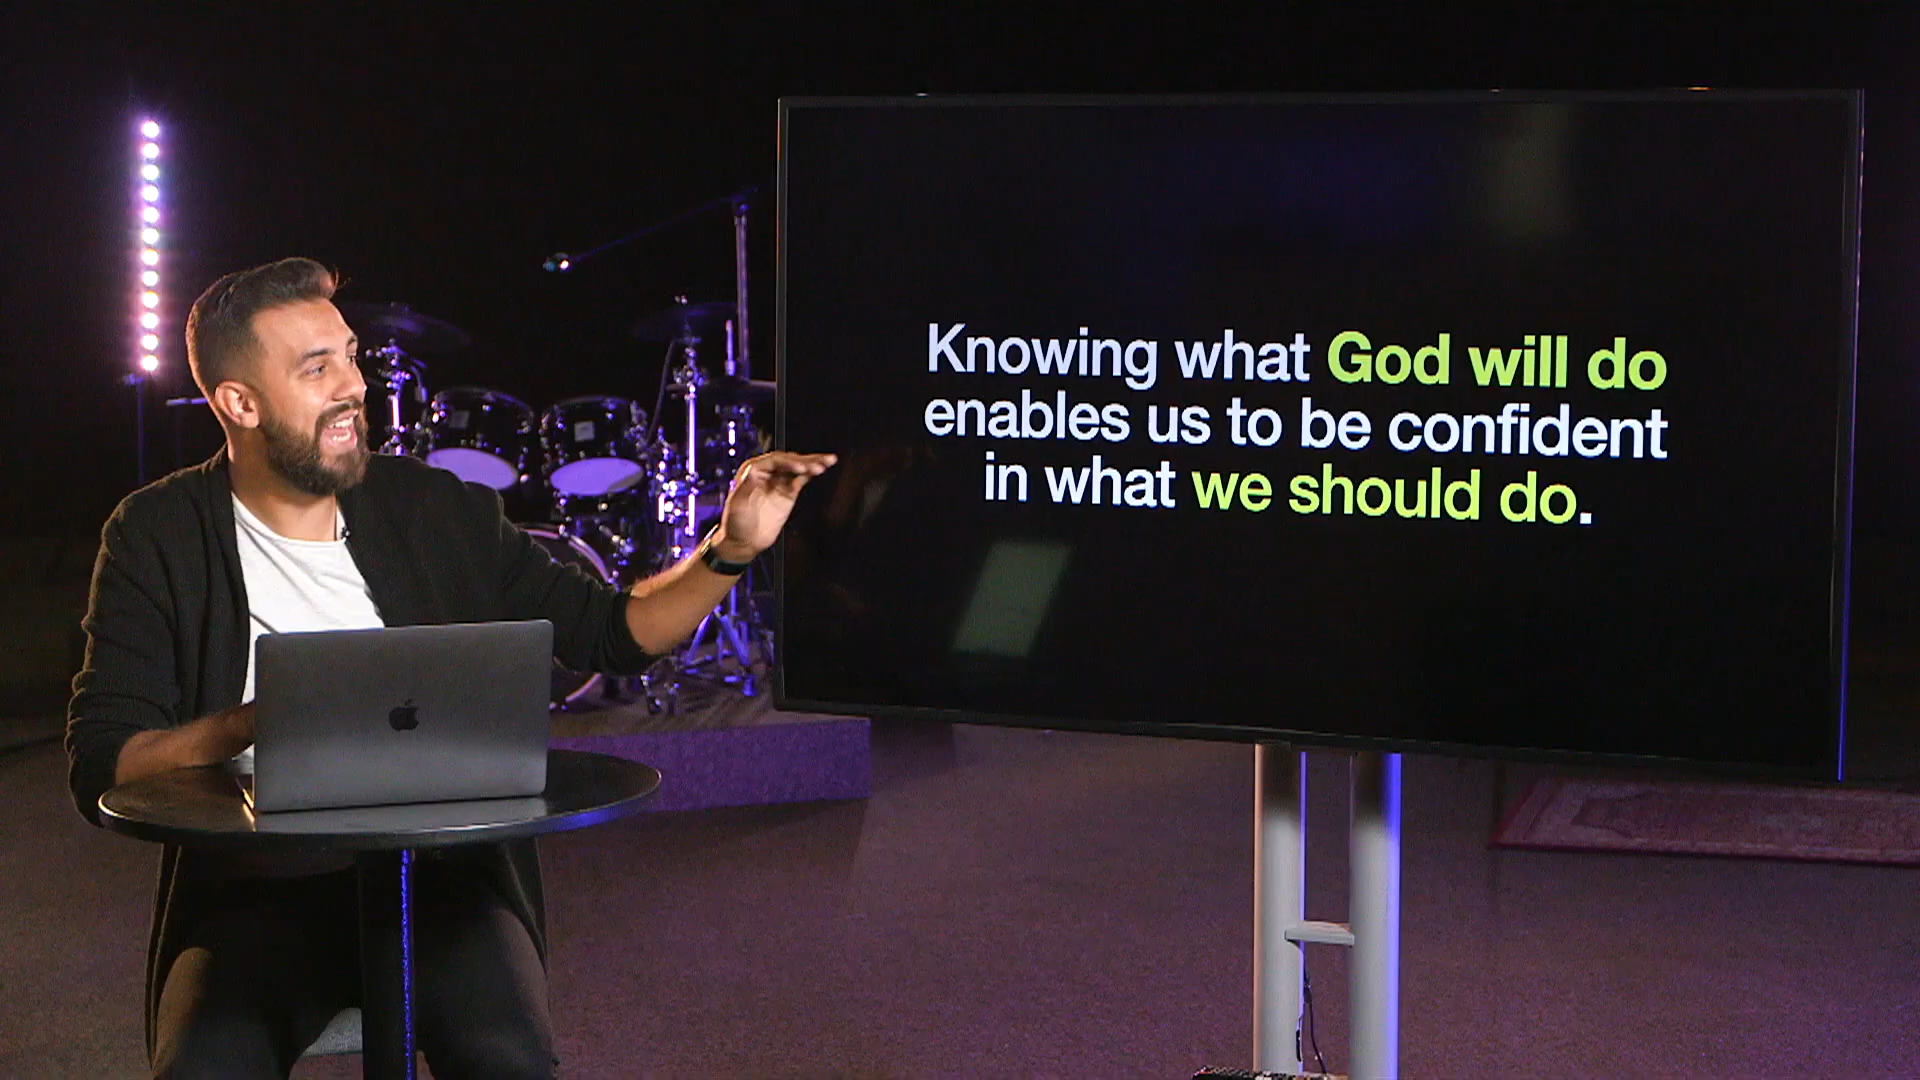 Knowing what God will do
enables us to be confident
in what we should do.